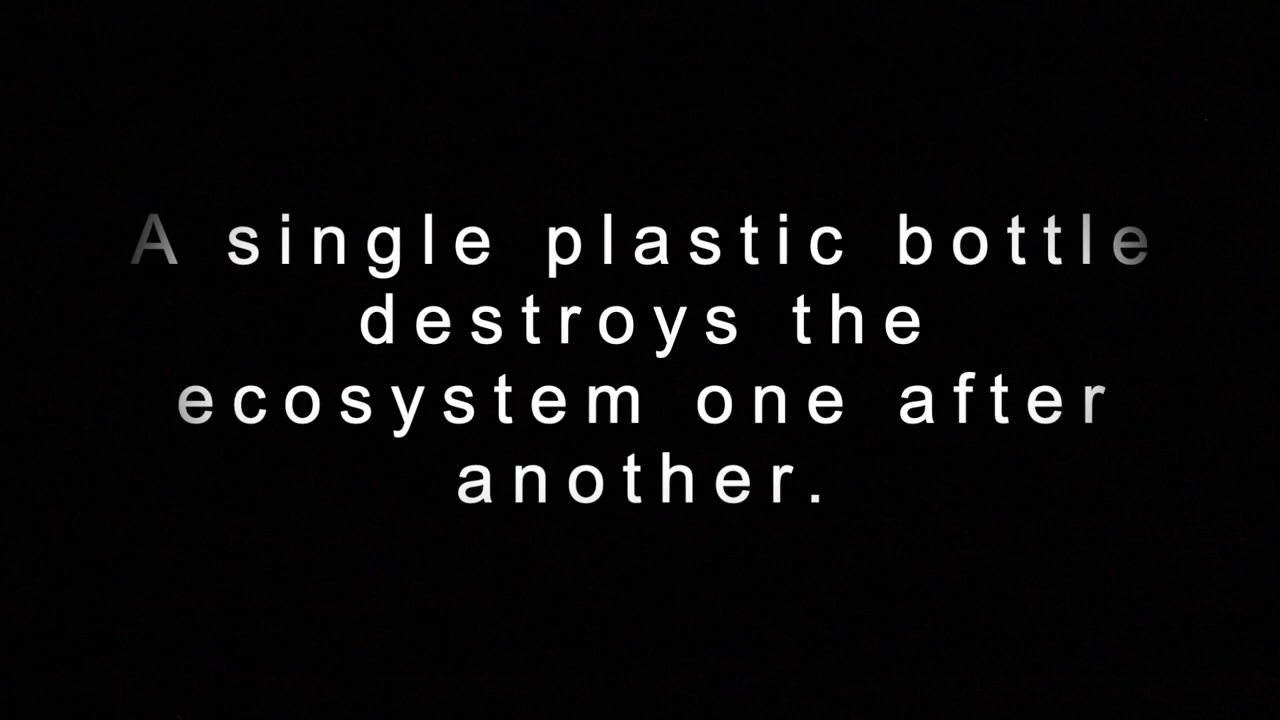 A single plastic bottle
destroys the
ecosystem one after
another.